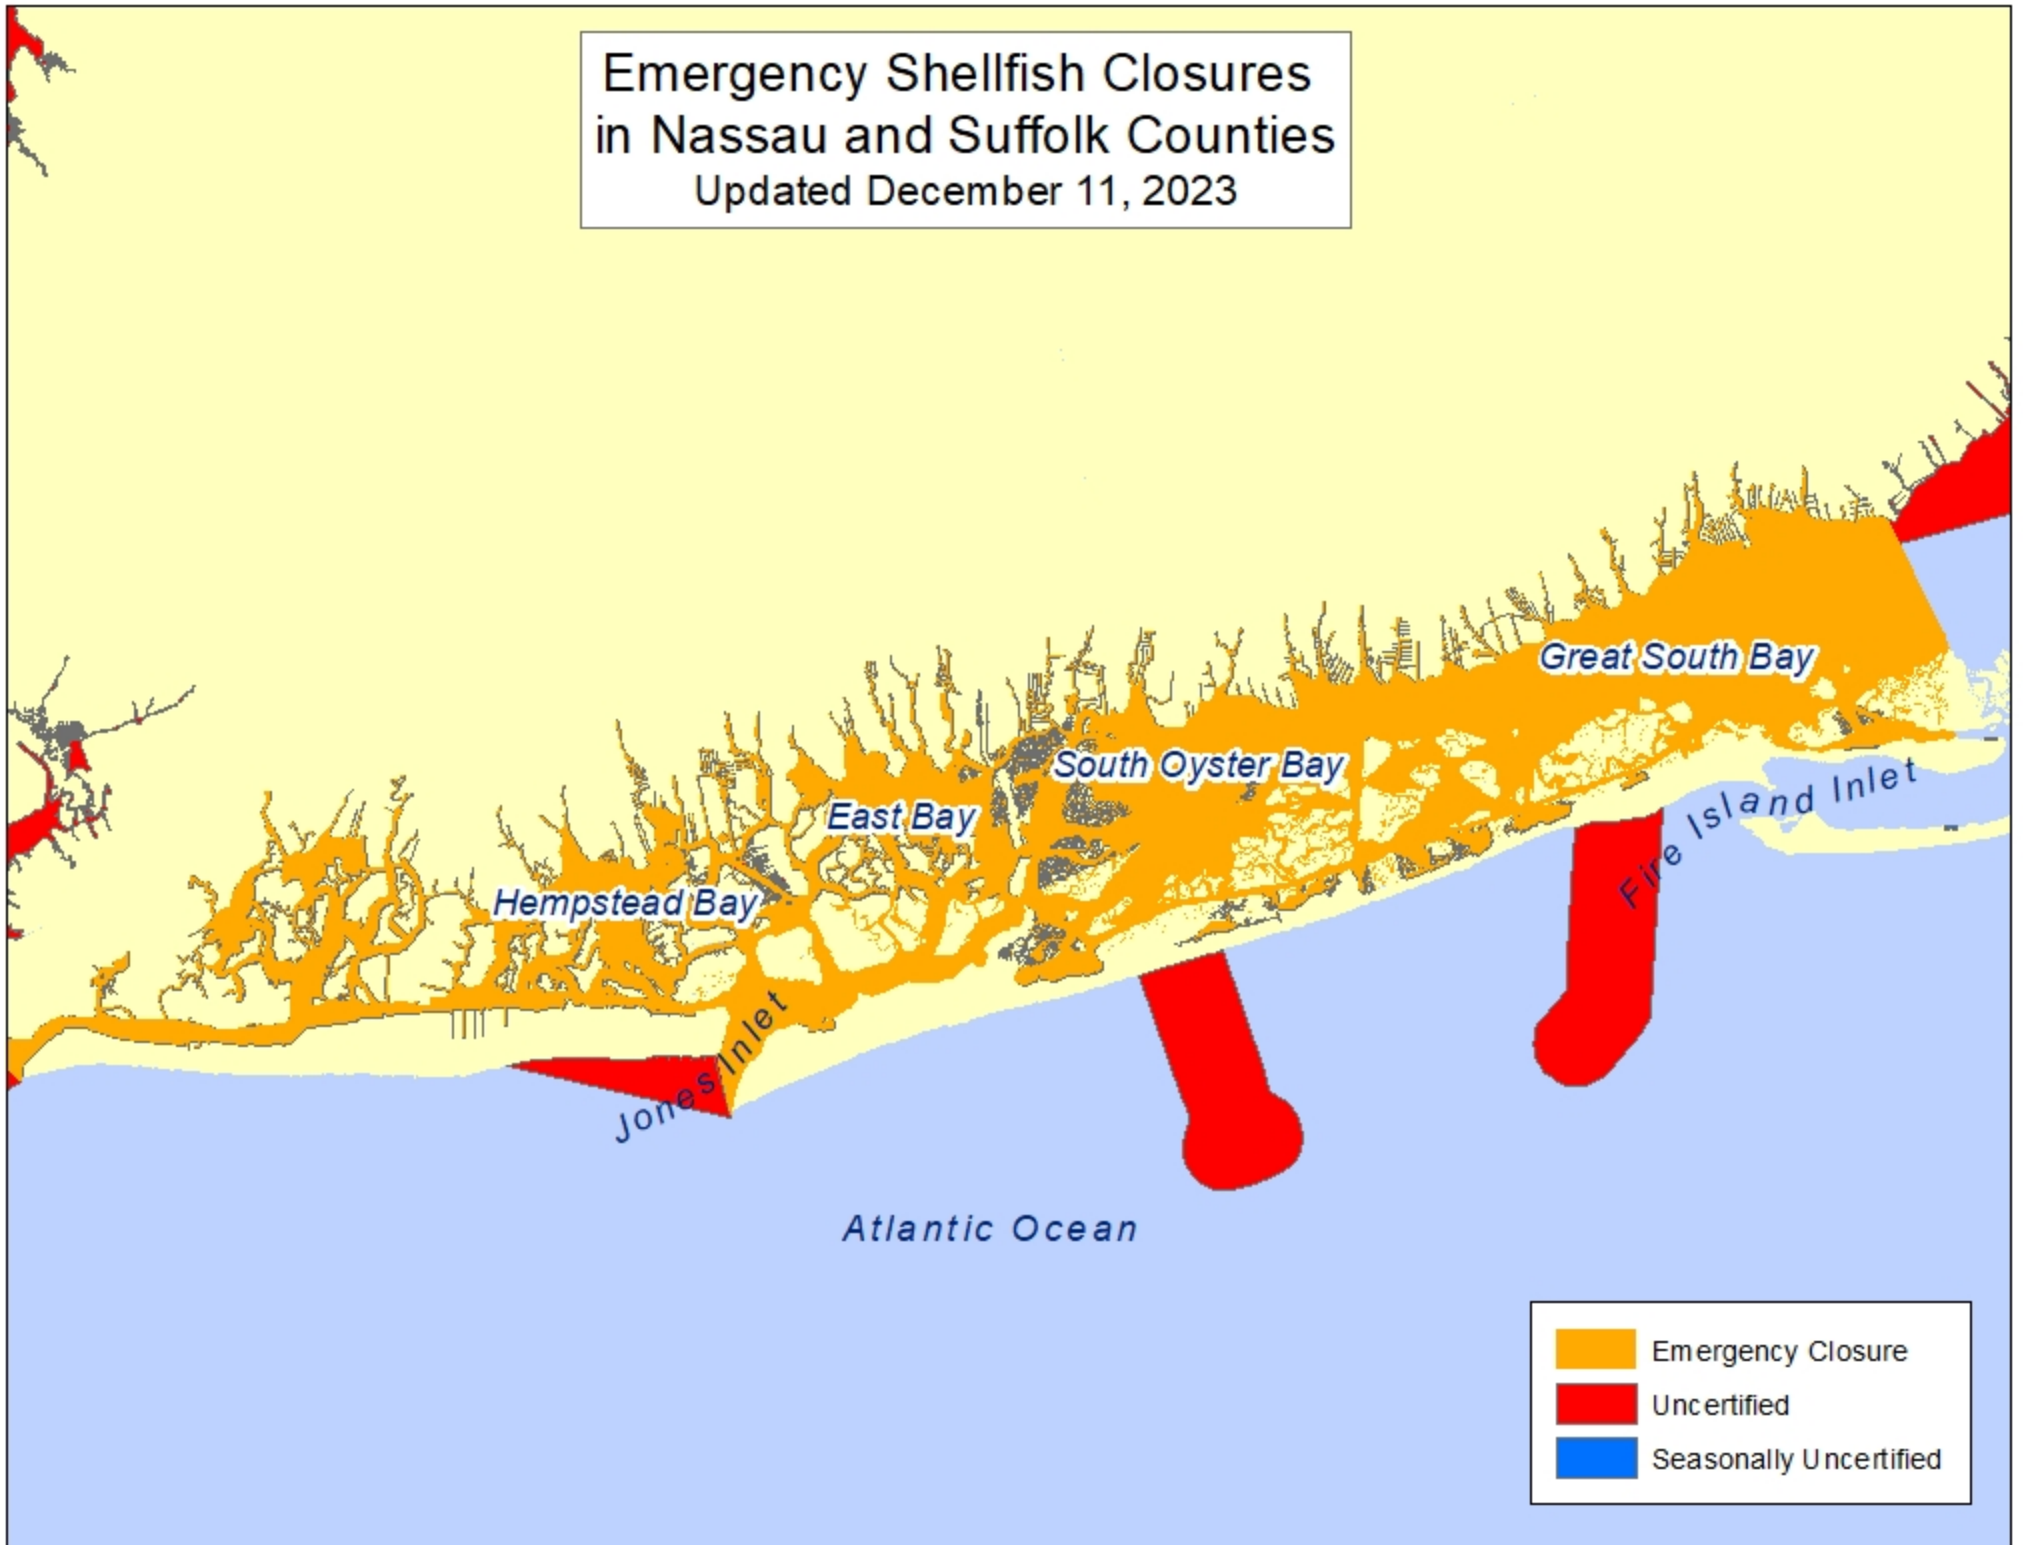 Emergency Shellfish Closures
in Nassau and Suffolk Counties
Updated December 11, 2023
Great South Bay
South Oyster Bay
Fire Island Inlet
East Bay
Hempstead Bay
Jones Inlet
Atlantic Ocean
Emergency Closure
Uncertified
Seasonally Uncertified